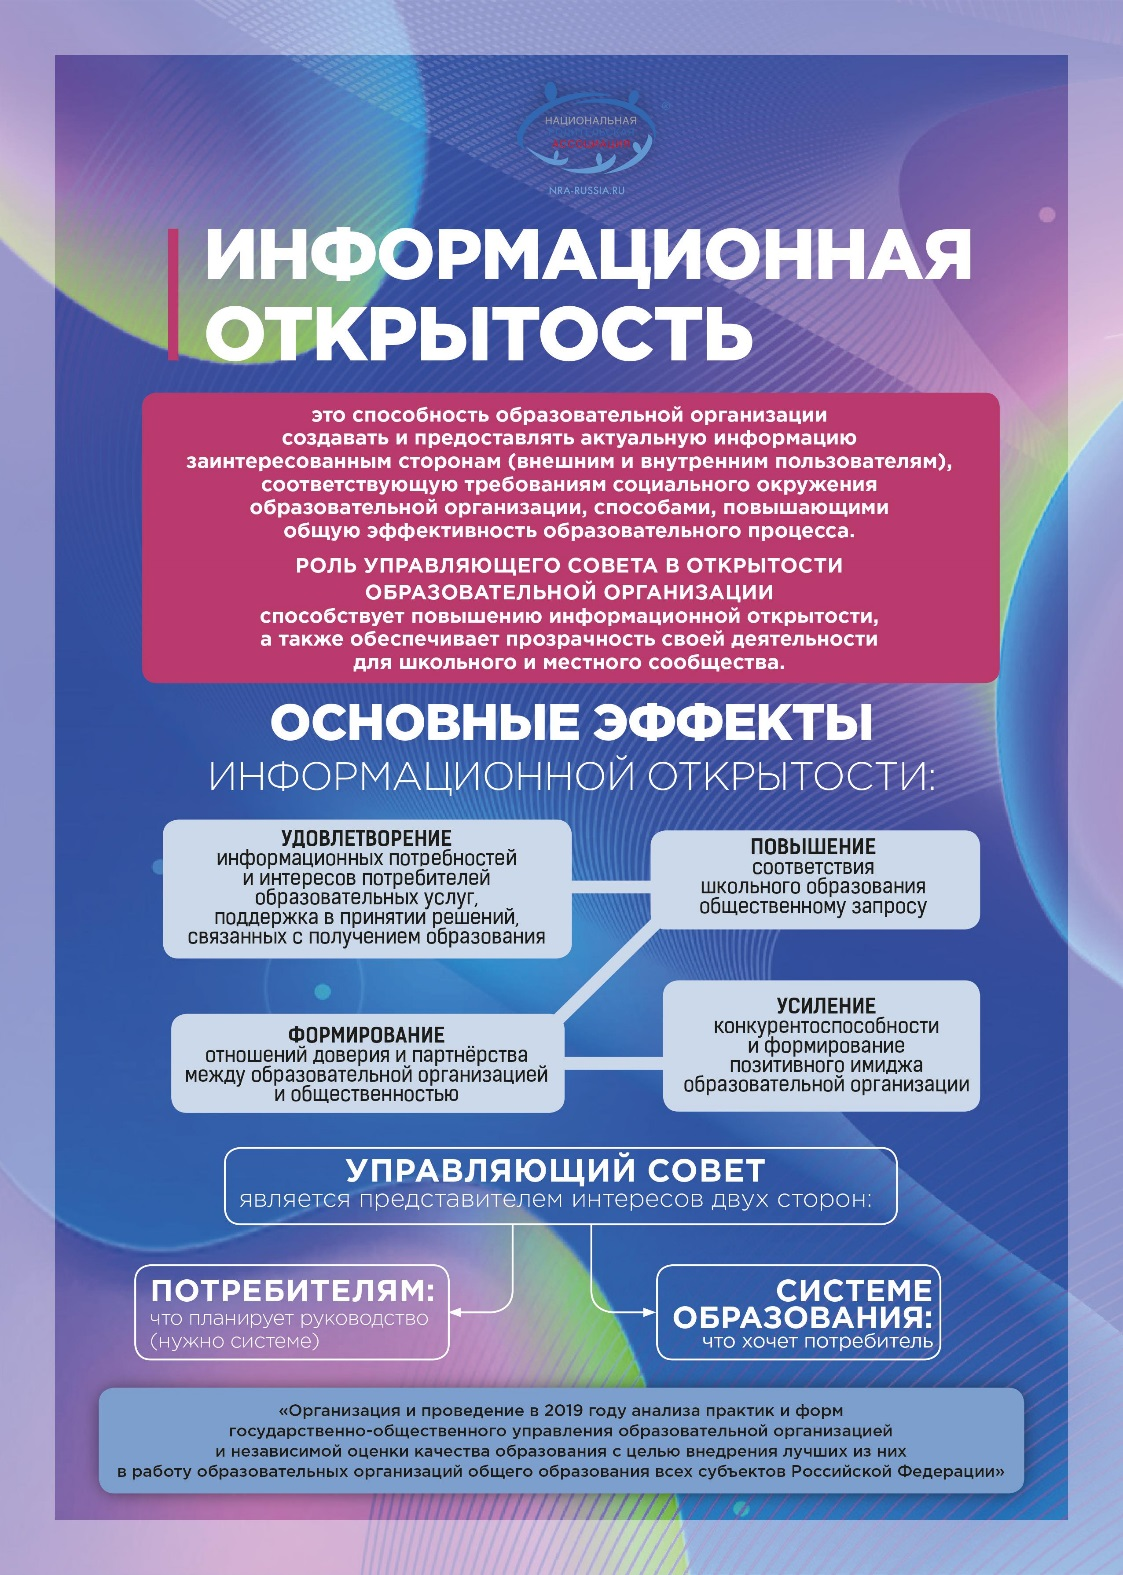 НАЦИОНАЛЬНАЯ
РОДИТЕЛЬСКАЯ
АССОЦИАЦИЯ
NRA-RUSSIA.RU
ИНФОРМАЦИОННАЯ
ОТКРЫТОСТЬ
это способность образовательной организации
создавать и предоставлять актуальную информацию
заинтересованным сторонам (внешним и внутренним пользователям),
соответствующую требованиям социального окружения
образовательной организации, способами, повышающими
общую эффективность образовательного процесса.
РОЛЬ УПРАВЛЯЮЩЕГО СОВЕТА В ОТКРЫТОСТИ
ОБРАЗОВАТЕЛЬНОЙ ОРГАНИЗАЦИИ
способствует повышению информационной открытости,
а также обеспечивает прозрачность своей деятельности
для школьного и местного сообщества.
ОСНОВНЫЕ ЭФФЕКТЫ
ИНФОРМАЦИОННОЙ ОТКРЫТОСТИ:
УДОВЛЕТВОРЕНИЕ
информационных потребностей
и интересов потребителей
образовательных услуг,
поддержка в принятии решений,
связанных с получением образования
ПОВЫШЕНИЕ
соответствия
школьного образования
общественному запросу
ФОРМИРОВАНИЕ
отношений доверия и партнёрства
между образовательной организацией
и общественностью
УСИЛЕНИЕ
конкурентоспособности
и формирование
позитивного имиджа
образовательной организации
УПРАВЛЯЮЩИЙ СОВЕТ
является представителем интересов двух сторон:
ПОТРЕБИТЕЛЯМ:
что планирует руководство
(нужно системе)
СИСТЕМЕ
ОБРАЗОВАНИЯ:
что хочет потребитель
«Организация и проведение в 2019 году анализа практик и форм
государственно-общественного управления образовательной организацией
и независимой оценки качества образования с целью внедрения лучших из них
в работу образовательных организаций общего образования всех субъектов Российской Федерации»